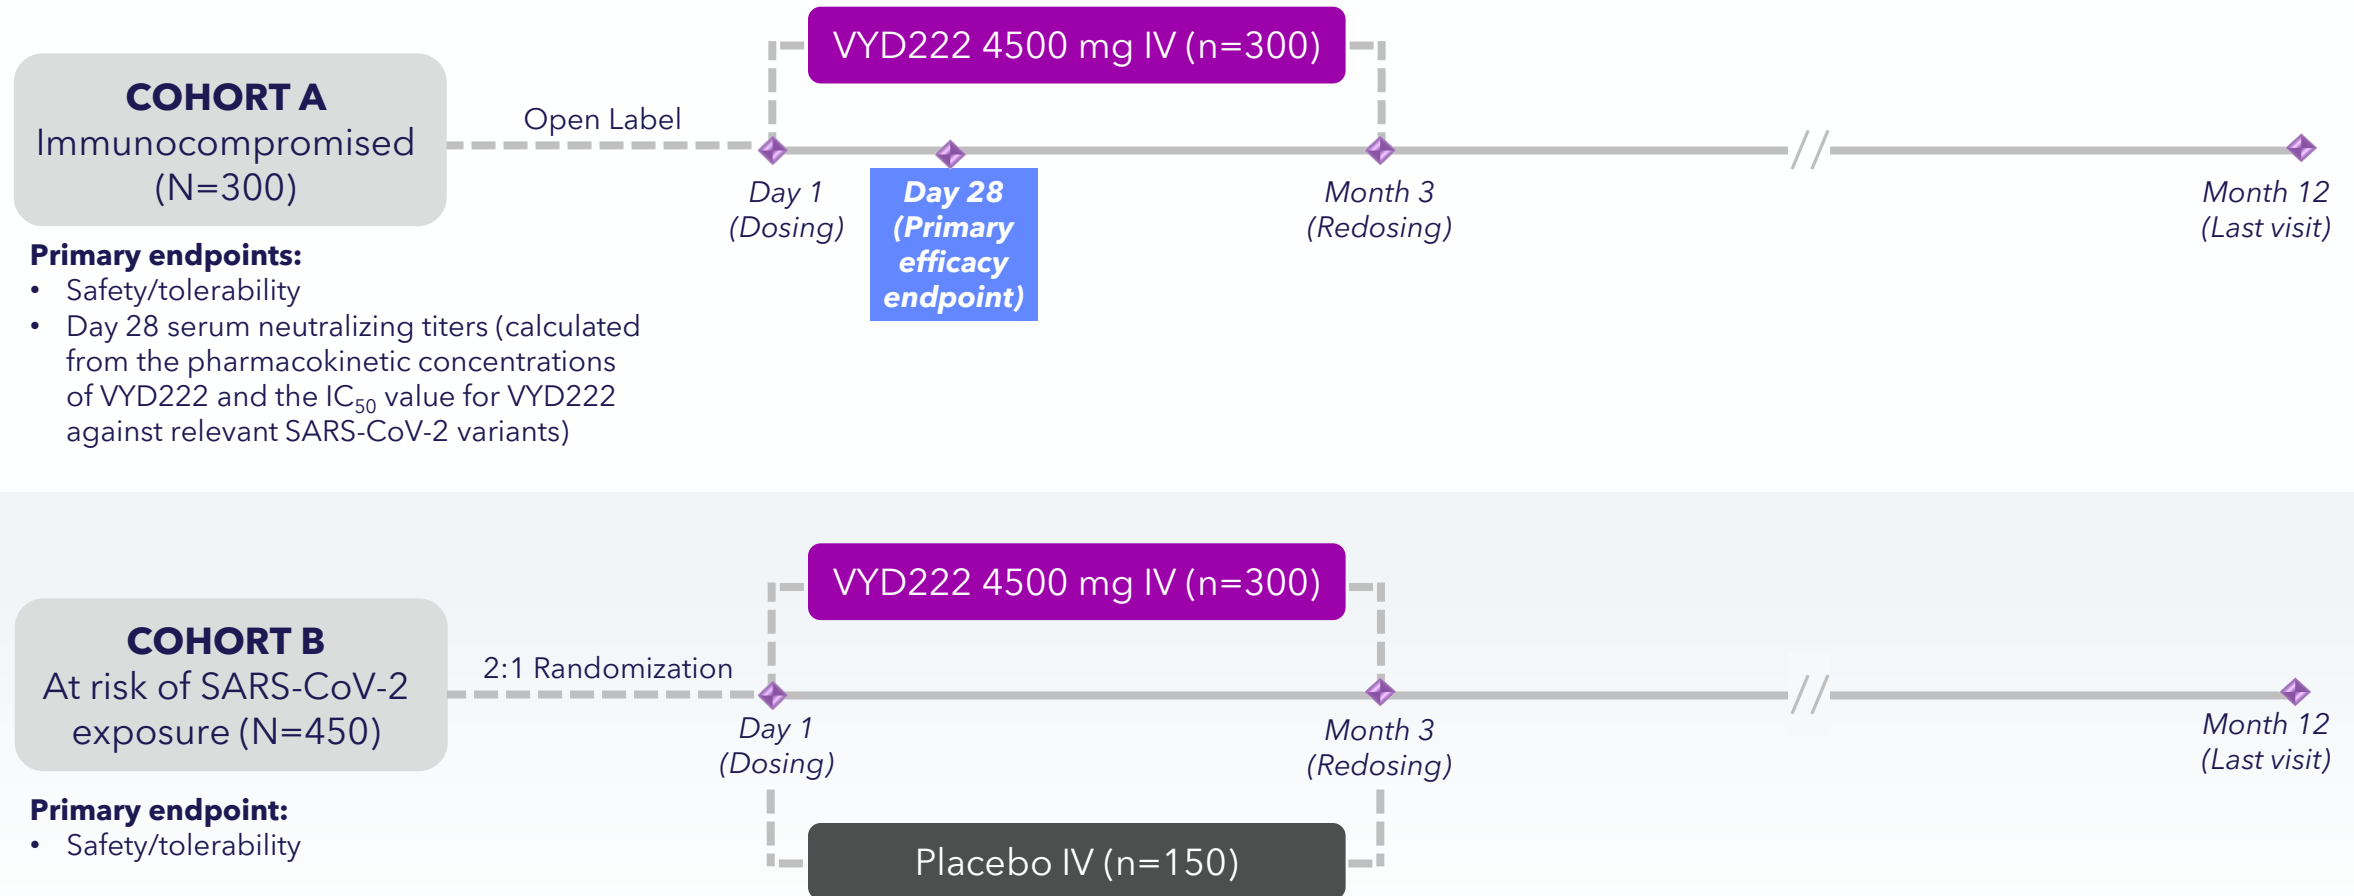 VYD222 4500 mg IV (n=300)
COHORT A
Immunocompromised
(N=300)
Open Label
Day 1
(Dosing)
Day 28
(Primary
efficacy
endpoint)
Month 3
(Redosing)
//
Month 12
(Last visit)
Primary endpoints:
• Safety/tolerability
• Day 28 serum neutralizing titers (calculated
from the pharmacokinetic concentrations
of VYD222 and the IC50 value for VYD222
against relevant SARS-CoV-2 variants)
VYD222 4500 mg IV (n=300)
COHORT B
At risk of SARS-CoV-2
exposure (N=450)
2:1 Randomization
Day 1
(Dosing)
Month 3
(Redosing)
//
Month 12
(Last visit)
Primary endpoint:
• Safety/tolerability
Placebo IV (n=150)